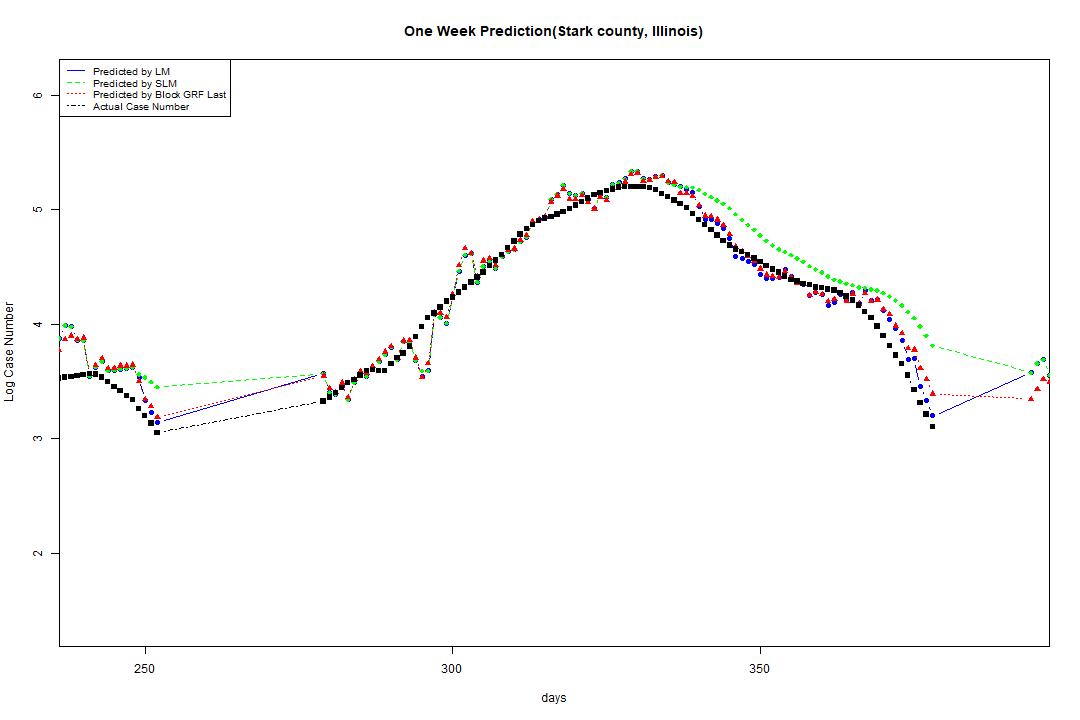 One Week Prediction(Stark county, Illinois)
Predicted by LM
Predicted by SLM
Predicted by Block GRF Last
Actual Case Number
6
5
4
3
2
Log Case Number
250 300 350
days